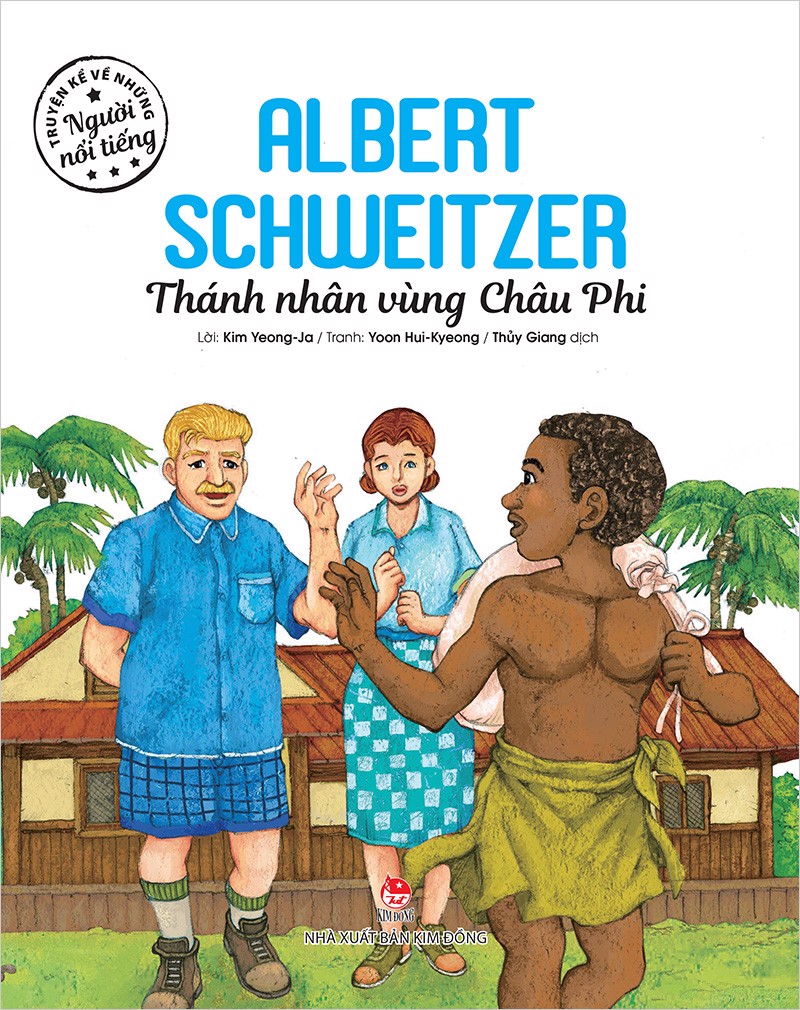 TRUYỆN KỂ VỀ NHỮNG
Người
nổi tiếng
ALBERT
SCHWEITZER
Thánh nhân vùng Châu Phi
Lời: Kim Yeong-Ja / Tranh: Yoon Hui-Kyeong / Thủy Giang dịch
KIM ĐỒNG
NHÀ XUẤT BẢN KIM ĐỒNG